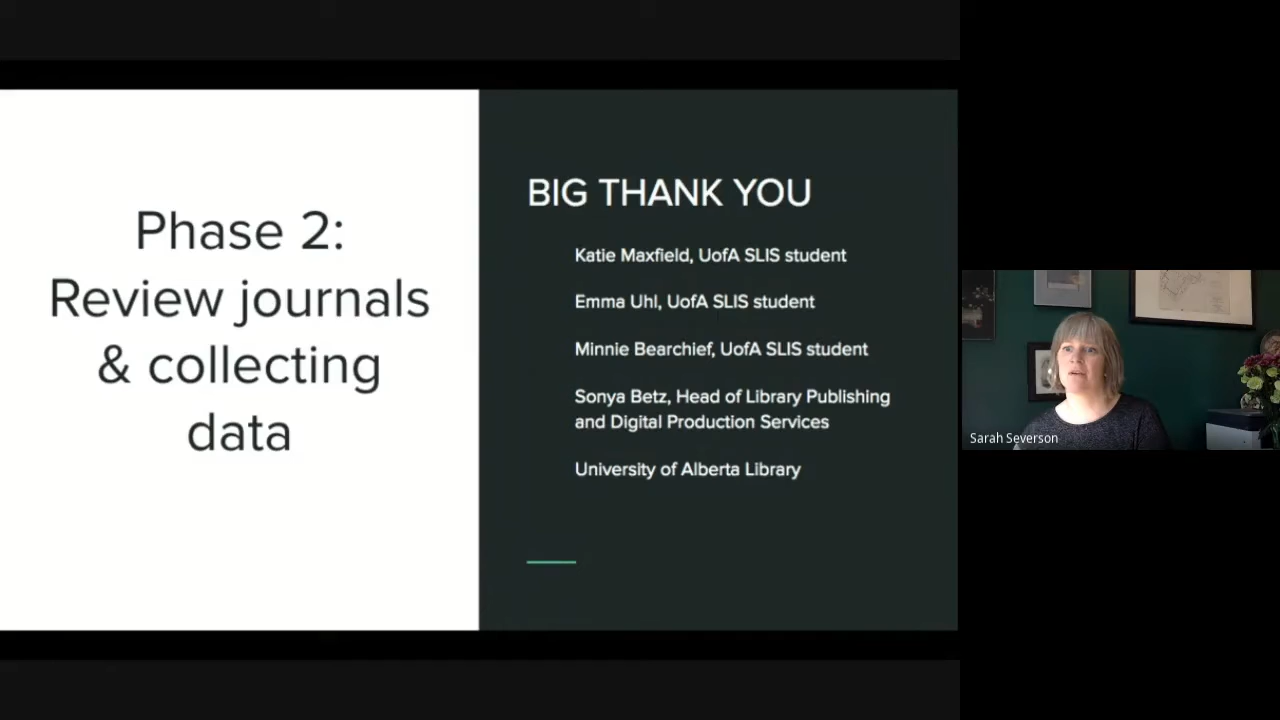 Phase 2:
Review journals
& collecting
data
BIG THANK YOU
Katie Maxfield, UofA SLIS student
Emma Uhl, UofA SLIS student
Minnie Bearchief, UofA SLIS student
Sonya Betz, Head of Library Publishing
and Digital Production Services
University of Alberta Library
Sarah Severson